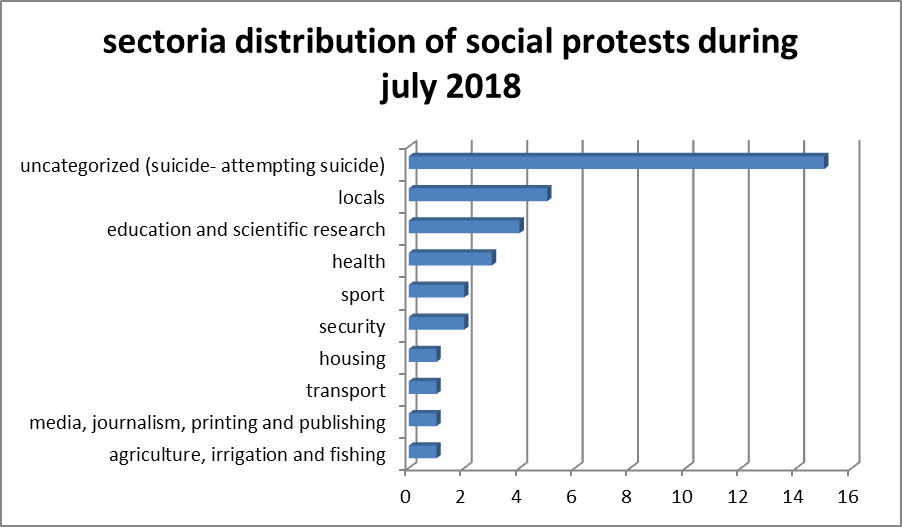 sectoria distribution of social protests during
july 2018
uncategorized (suicide- attempting suicide)
locals
education and scientific research
health
sport
security
housing
transport
media, journalism, printing and publishing
agriculture, irrigation and fishing
0 2 4 6 8 10 12 14 16